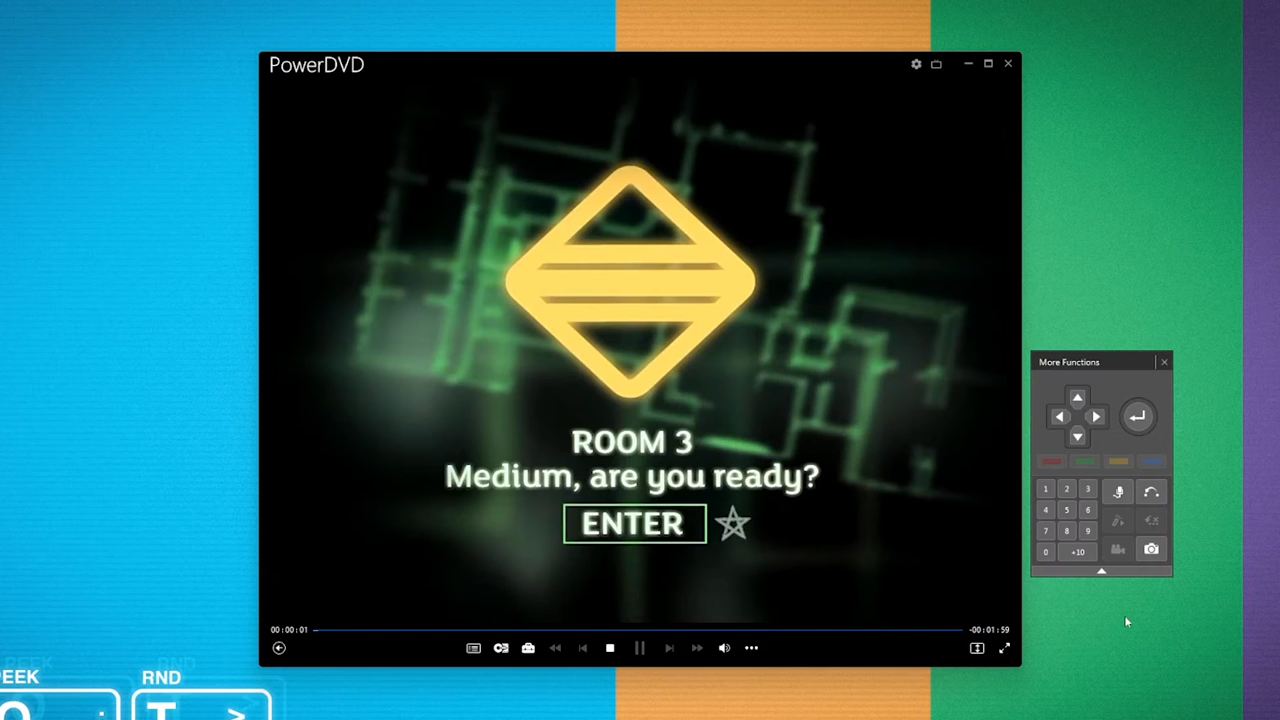 PowerDVD
ROOM 3
Medium, are you ready?
ENTER
More Functions
1 2 3
4 5 6
7 8 9
0 +10
00:00:01
-00:01:59
EEK
RND
T >